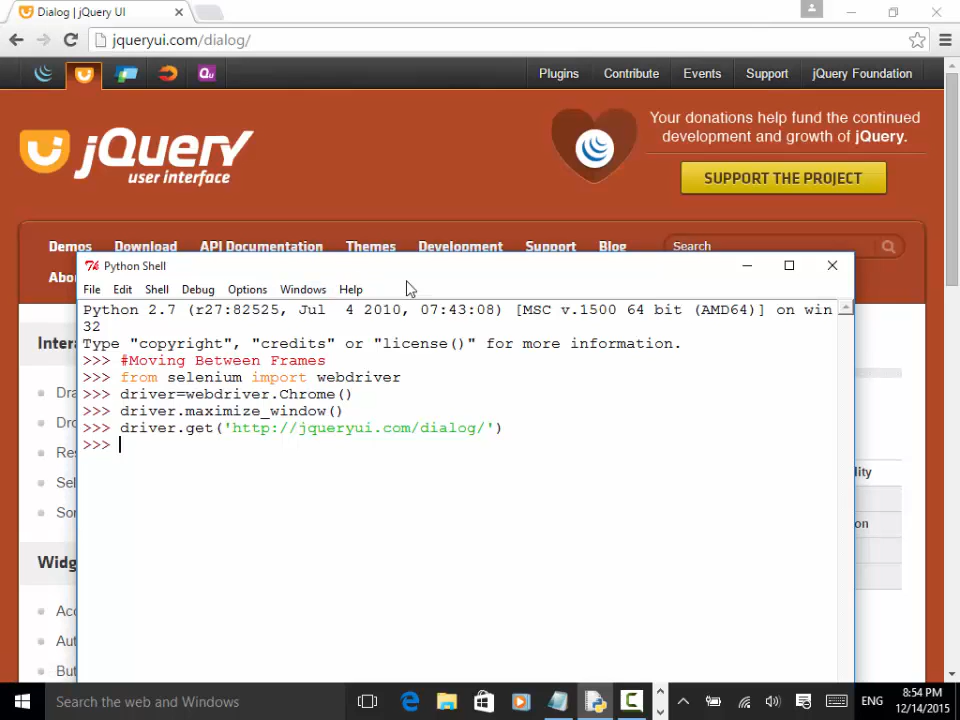 Dialog | jQuery UI
jqueryui.com/dialog/
Qu
Plugins Contribute Events Support jQuery Foundation
jQuery
user interface
Your donations help fund the continued
development and growth of jQuery.
SUPPORT THE PROJECT
Demos Download API Documentation Themes Development Support Blog Search
Python Shell
File Edit Shell Debug Options Windows Help
Python 2.7 (r27:82525, Jul  4 2010, 07:43:08) [MSC v.1500 64 bit (AMD64)] on win
32
Type "copyright", "credits" or "license()" for more information.
>>> #Moving Between Frames
>>> from selenium import webdriver
>>> driver=webdriver.Chrome()
>>> driver.maximize_window()
>>> driver.get('http://jqueryui.com/dialog/')
>>>
Search the web and Windows
ENG
8:54 PM
12/14/2015